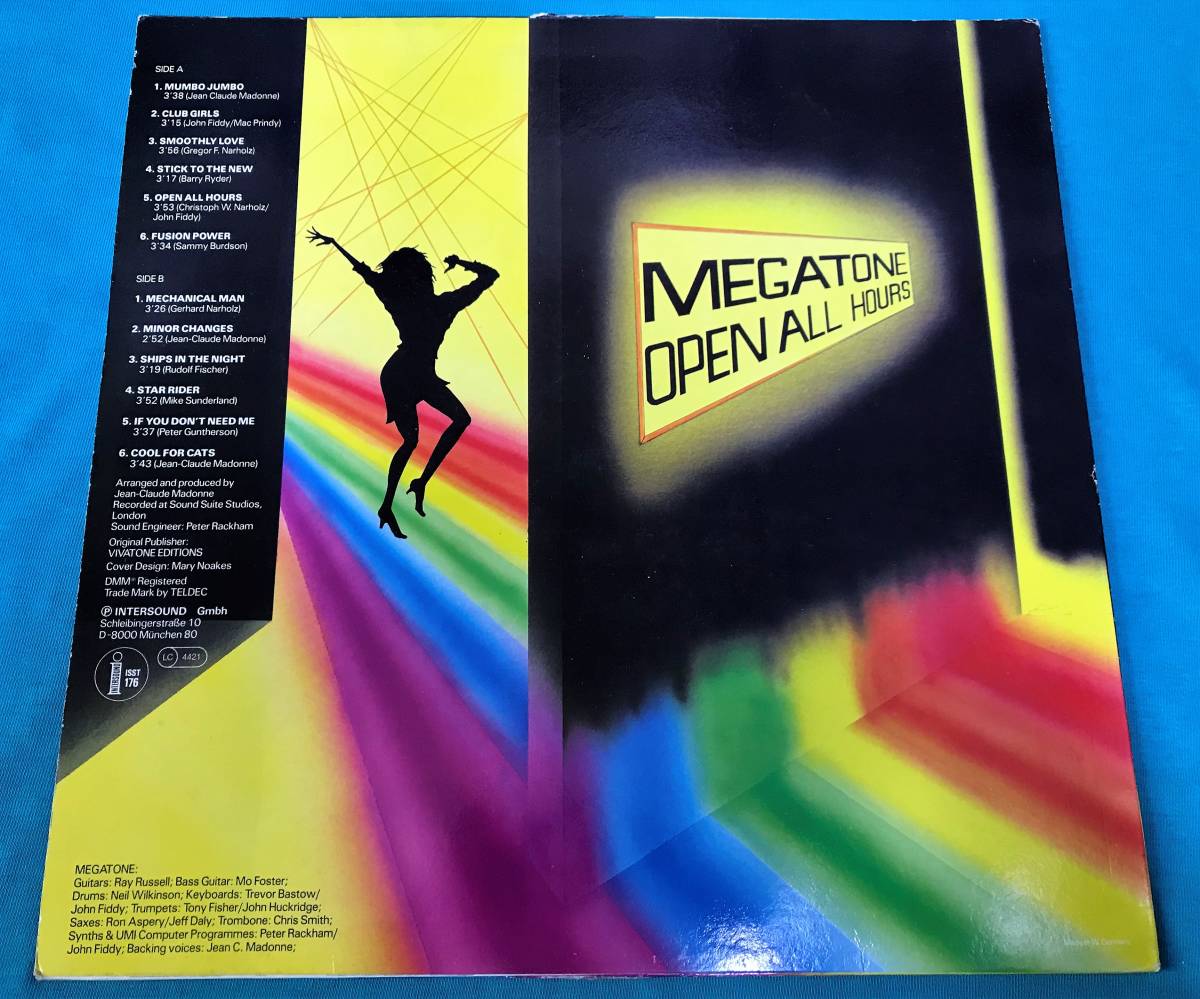 SIDE A
1. MUMBO JUMBO
3'38 (Jean Claude Madonne)
2. CLUB GIRLS
3'15 (John Fiddy/Mac Prindy)
3. SMOOTHLY LOVE
3'56 (Gregor F. Narholz)
4. STICK TO THE NEW
3'17 (Barry Ryder)
5. OPEN ALL HOURS
3'53 (Christoph W. Narholz/
John Fiddy)
6. FUSION POWER
3'34 (Sammy Burdson)
SIDE B
1. MECHANICAL MAN
3'26 (Gerhard Narholz)
2. MINOR CHANGES
2'52 (Jean-Claude Madonne)
3. SHIPS IN THE NIGHT
3'19 (Rudolf Fischer)
4. STAR RIDER
3'52 (Mike Sunderland)
5. IF YOU DON'T NEED ME
3'37 (Peter Guntherson)
6. COOL FOR CATS
3'43 (Jean-Claude Madonne)
Arranged and produced by
Jean-Claude Madonne
Recorded at Sound Suite Studios,
London
Sound Engineer: Peter Rackham
Original Publisher:
VIVATONE EDITIONS
Cover Design: Mary Noakes
DMM® Registered
Trade Mark by TELDEC
℗ INTERSOUND Gmbh
Schleibingerstraße 10
D-8000 München 80
INTERSOUND
ISST
176
LC 4421
MEGATONE:
Guitars: Ray Russell; Bass Guitar: Mo Foster;
Drums: Neil Wilkinson; Keyboards: Trevor Bastow/
John Fiddy; Trumpets: Tony Fisher/John Huckridge;
Saxes: Ron Aspery/Jeff Daly; Trombone: Chris Smith;
Synths & UMI Computer Programmes: Peter Rackham/
John Fiddy; Backing voices: Jean C. Madonne;
MEGATONE
OPEN ALL HOURS
Made in W. Germany